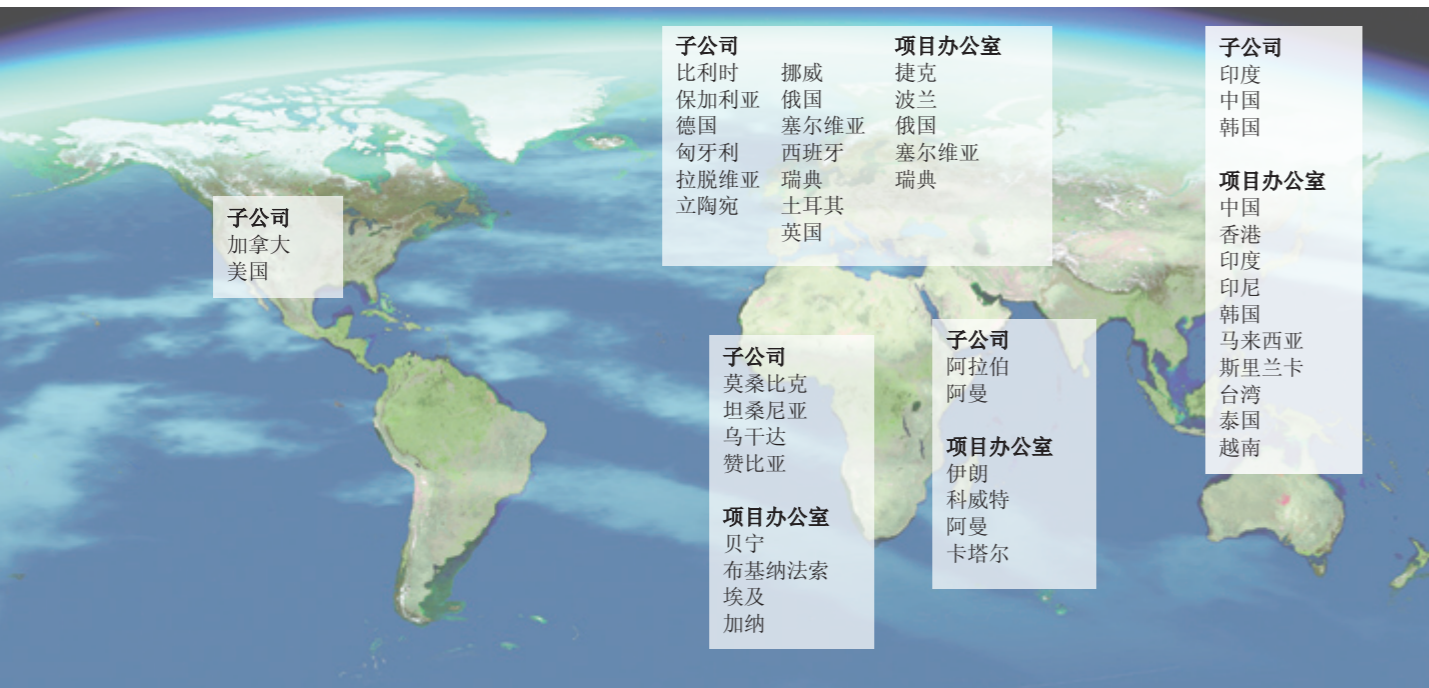 子公司
加拿大
美国
子公司
比利时
保加利亚
德国
匈牙利
拉脱维亚
立陶宛
挪威
俄国
塞尔维亚
西班牙
瑞典
土耳其
英国
项目办公室
捷克
波兰
俄国
塞尔维亚
瑞典
子公司
莫桑比克
坦桑尼亚
乌干达
赞比亚
项目办公室
贝宁
布基纳法索
埃及
加纳
子公司
阿拉伯
阿曼
项目办公室
伊朗
科威特
阿曼
卡塔尔
子公司
印度
中国
韩国
项目办公室
中国
香港
印度
印尼
韩国
马来西亚
斯里兰卡
台湾
泰国
越南